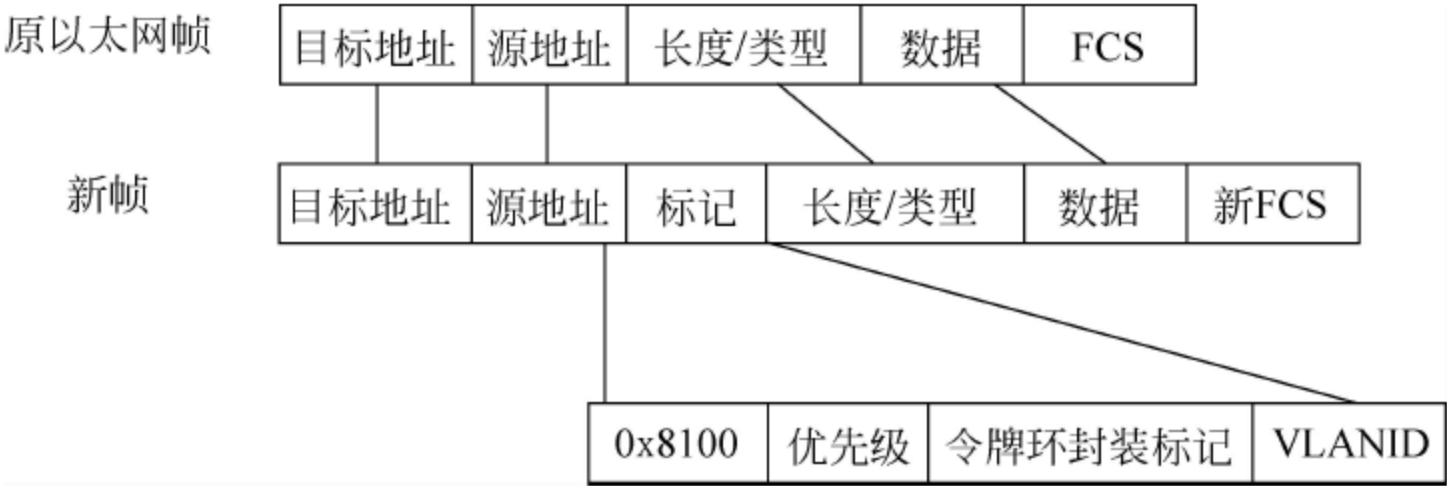 原以太网帧 目标地址 源地址 长度/类型 数据 FCS
新帧 目标地址 源地址 标记 长度/类型 数据 新FCS
0x8100 优先级 令牌环封装标记 VLANID